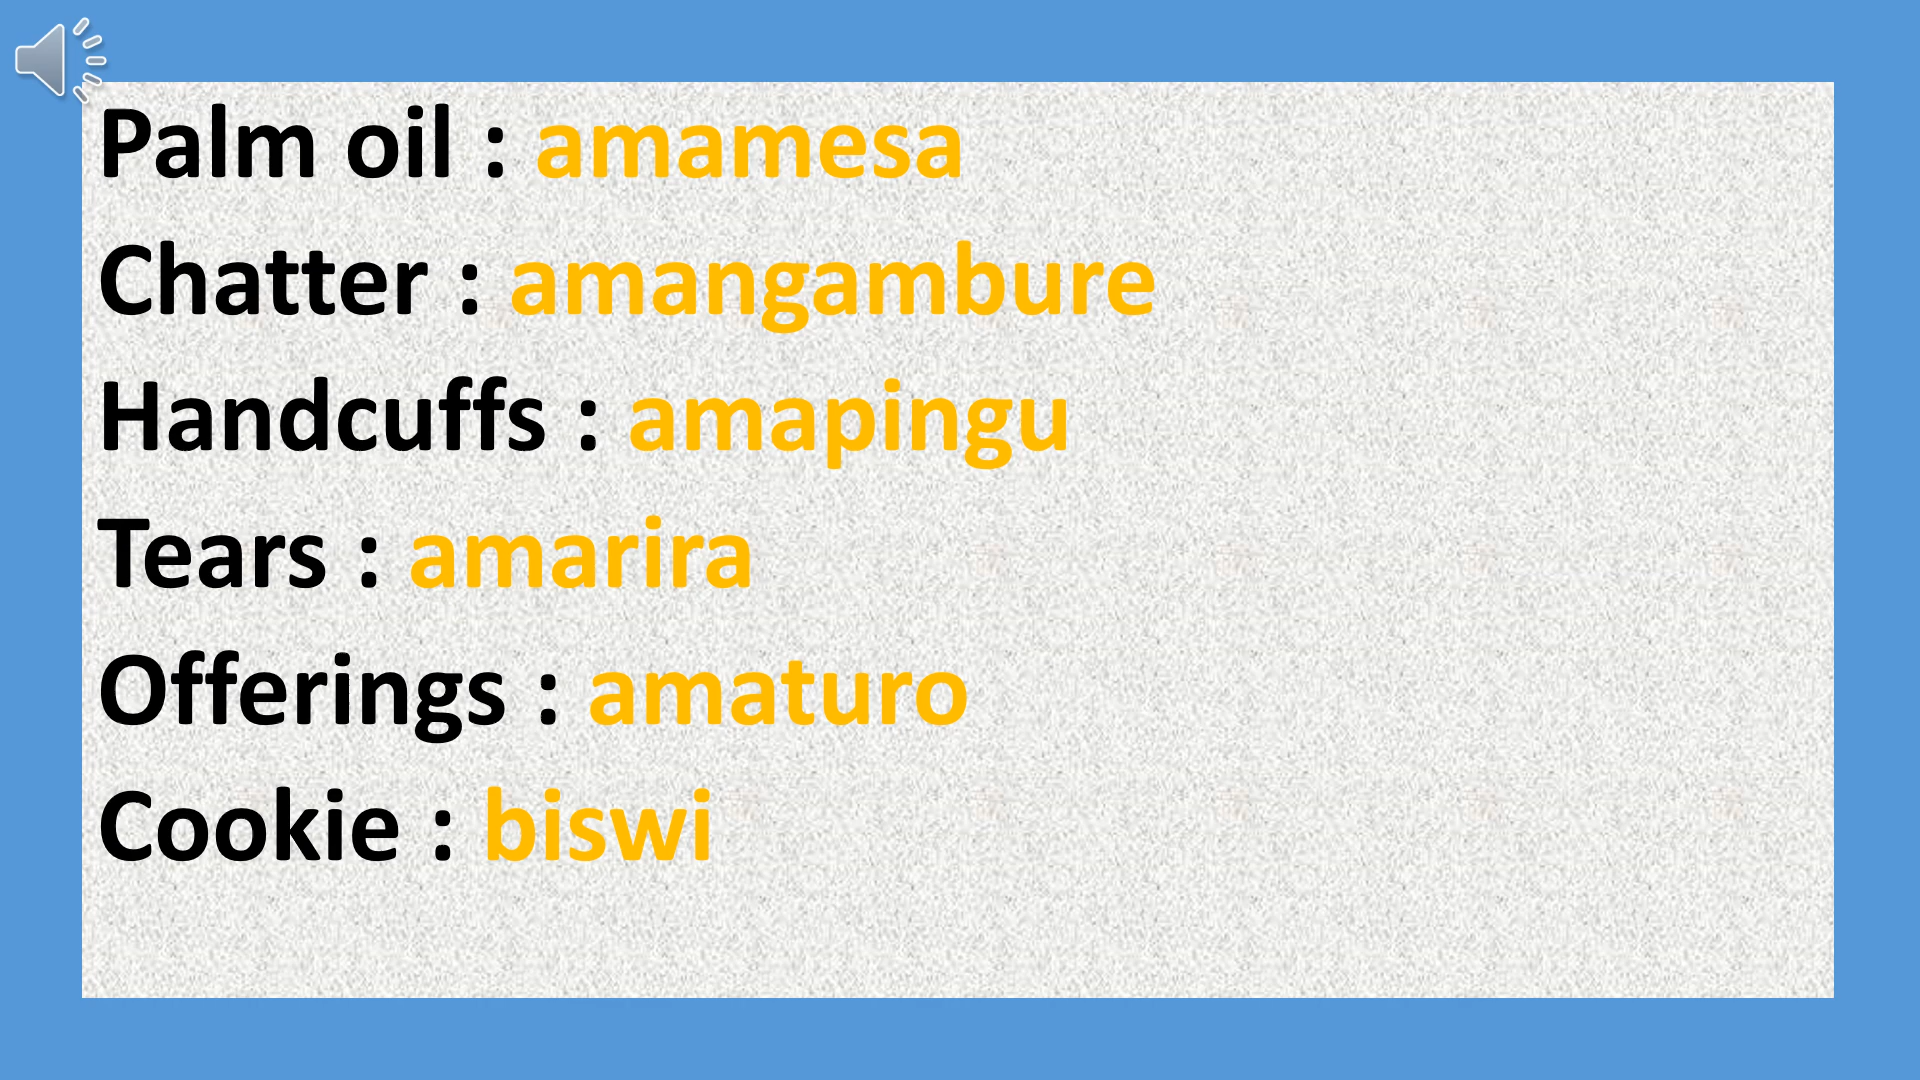 Palm oil : amamesa
Chatter : amangambure
Handcuffs : amapingu
Tears : amarira
Offerings : amaturo
Cookie : biswi